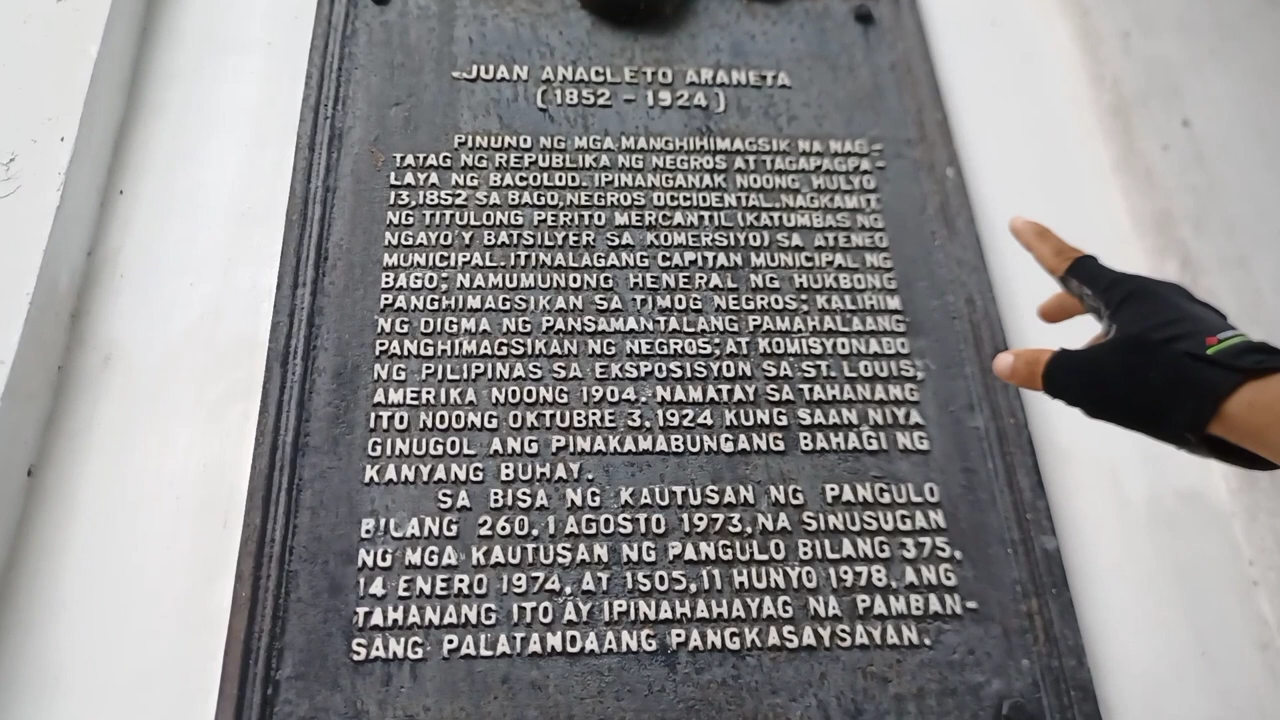 JUAN ANACLETO ARANETA
(1852 - 1924)
PINUNO NG MGA MANGHIHIMAGSIK NA NAG-
TATAG NG REPUBLIKA NG NEGROS AT TAGAPAGPA-
LAYA NG BACOLOD. IPINANGANAK NOONG HULYO
13,1852 SA BAGO, NEGROS OCCIDENTAL. NAGKAMIT
NG TITULONG PERITO MERCANTIL (KATUMBAS NG
NGAYO'Y BATSILYER SA KOMERSIYO) SA ATENEO
MUNICIPAL. ITINALAGANG CAPITAN MUNICIPAL NG
BAGO; NAMUMUNONG HENERAL NG HUKBONG
PANGHIMAGSIKAN SA TIMOG NEGROS; KALIHIM
NG DIGMA NG PANSAMANTALANG PAMAHALAANG
PANGHIMAGSIKAN NG NEGROS; AT KOMISYONADO
NG PILIPINAS SA EKSPOSISYON SA ST. LOUIS,
AMERIKA NOONG 1904. NAMATAY SA TAHANANG
ITO NOONG OKTUBRE 3, 1924 KUNG SAAN NIYA
GINUGOL ANG PINAKAMABUNGANG BAHAGI NG
KANYANG BUHAY.
SA BISA NG KAUTUSAN NG PANGULO
BILANG 260, 1 AGOSTO 1973, NA SINUSUGAN
NG MGA KAUTUSAN NG PANGULO BILANG 375,
14 ENERO 1974, AT 1505, 11 HUNYO 1978, ANG
TAHANANG ITO AY IPINAHAHAYAG NA PAMBAN-
SANG PALATANDAANG PANGKASAYSAYAN.